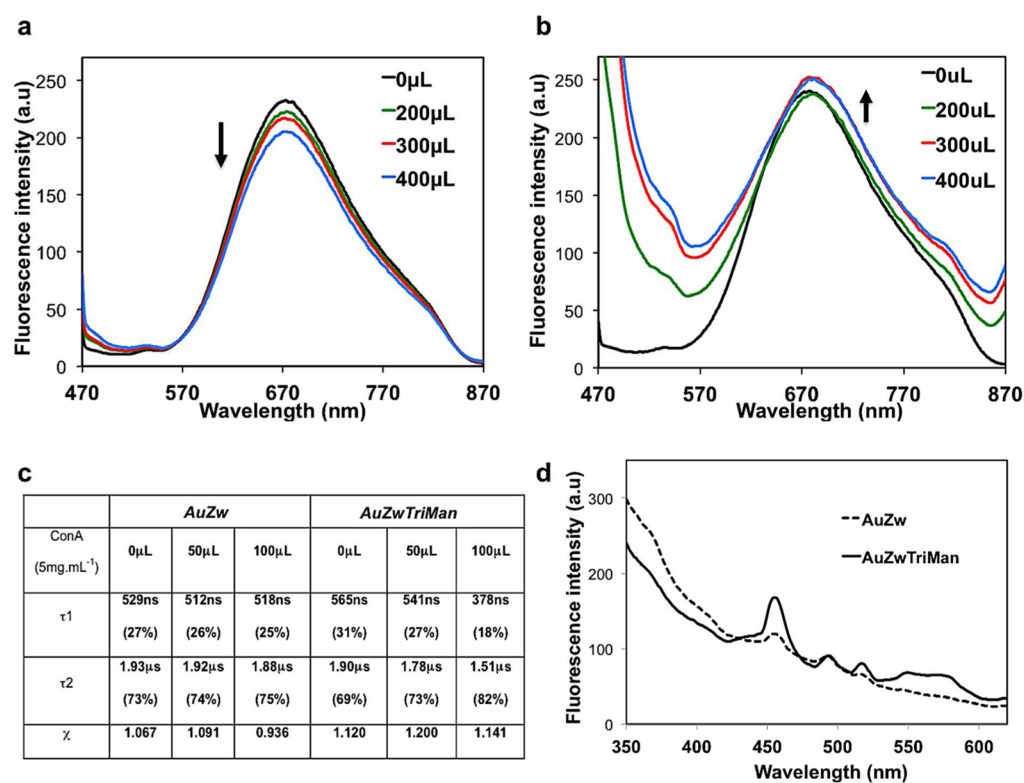 a
Fluorescence intensity (a.u)
250
200
150
100
50
0
0µL
200µL
300µL
400µL
470 570 670 770 870
Wavelength (nm)
b
Fluorescence intensity (a.u)
250
200
150
100
50
0
0uL
200uL
300uL
400uL
470 570 670 770 870
Wavelength (nm)
c
AuZw AuZwTriMan
ConA
(5mg.mL⁻¹)
0µL 50µL 100µL 0µL 50µL 100µL
τ1
529ns 512ns 518ns 565ns 541ns 378ns
(27%) (26%) (25%) (31%) (27%) (18%)
τ2
1.93µs 1.92µs 1.88µs 1.90µs 1.78µs 1.51µs
(73%) (74%) (75%) (69%) (73%) (82%)
χ 1.067 1.091 0.936 1.120 1.200 1.141
d
Fluorescence intensity (a.u)
300
200
100
0
AuZw
AuZwTriMan
350 400 450 500 550 600
Wavelength (nm)